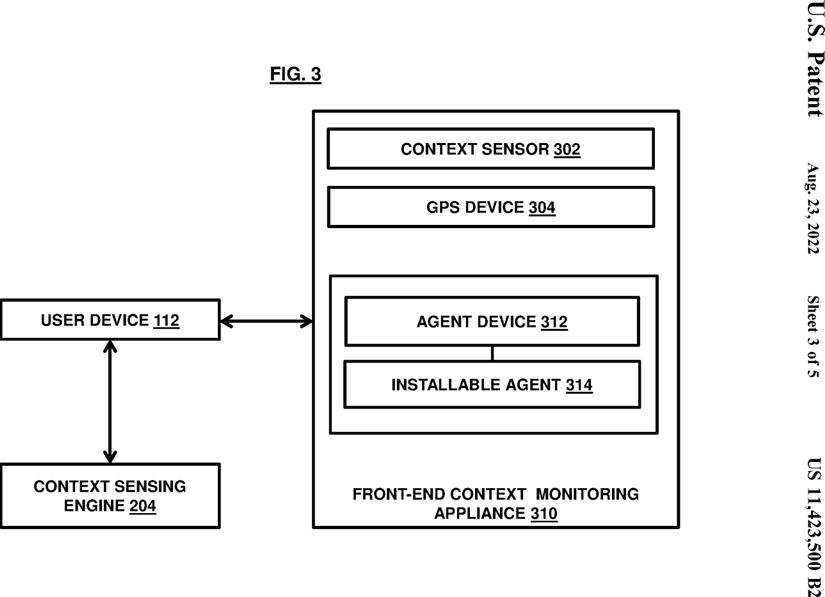 U.S. Patent
Aug. 23, 2022
Sheet 3 of 5
US 11,423,500 B2
FIG. 3
CONTEXT SENSOR 302
GPS DEVICE 304
USER DEVICE 112
AGENT DEVICE 312
INSTALLABLE AGENT 314
CONTEXT SENSING
ENGINE 204
FRONT-END CONTEXT MONITORING
APPLIANCE 310